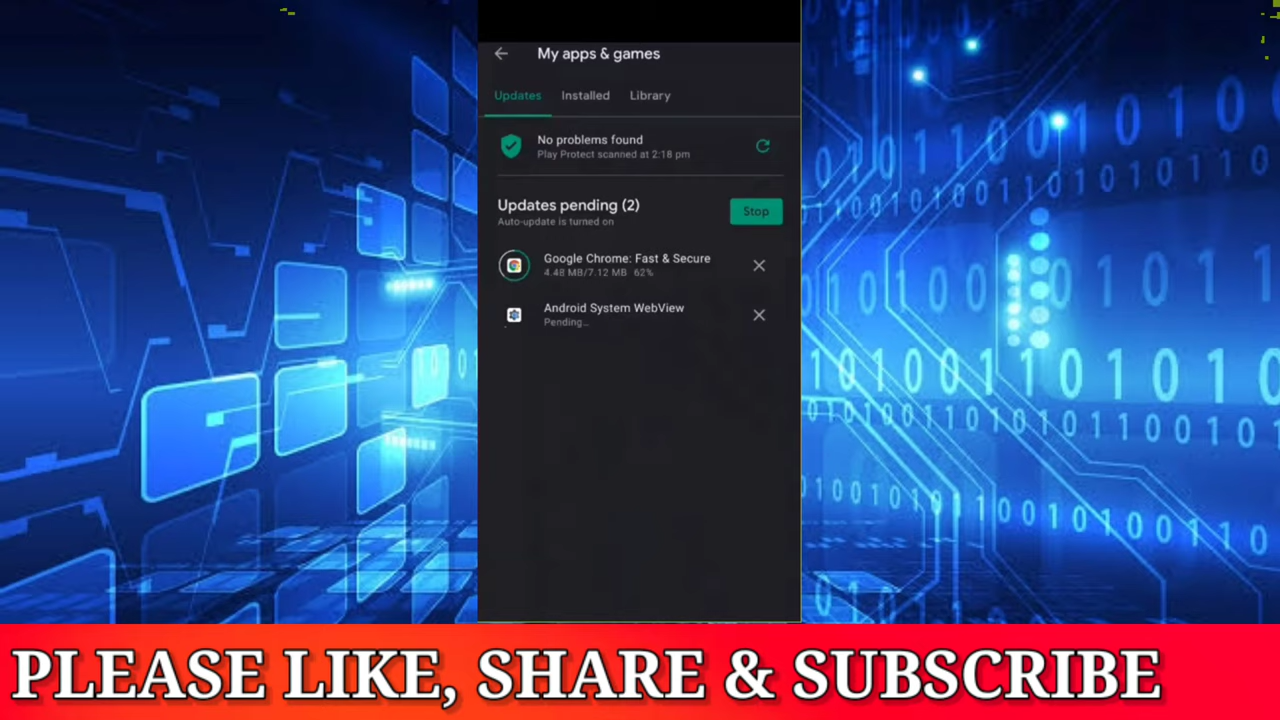 My apps & games
Updates Installed Library
No problems found
Play Protect scanned at 2:18 pm
Updates pending (2)
Stop
Auto-update is turned on
Google Chrome: Fast & Secure
4.48 MB/7.12 MB 62%
Android System WebView
Pending...
PLEASE LIKE, SHARE & SUBSCRIBE